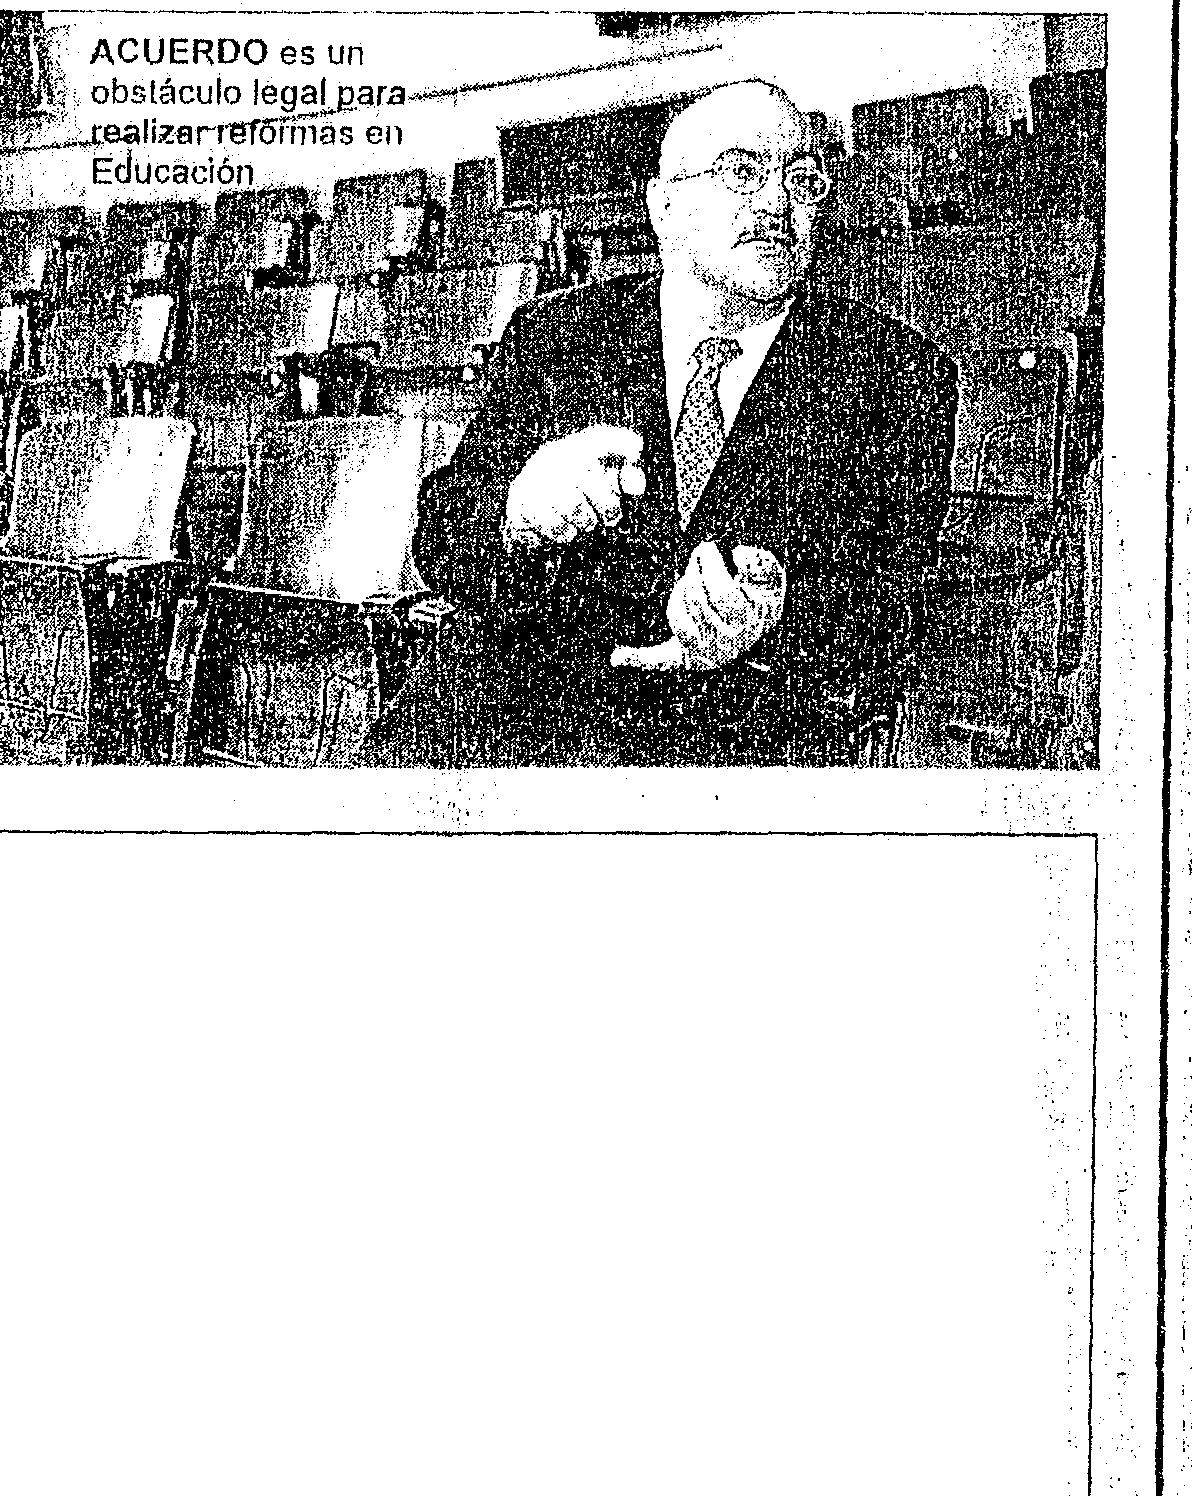 ACUERDO es un
obstáculo legal para
realizar reformas en
Educación